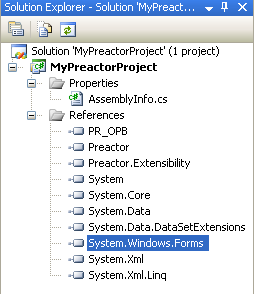 Solution Explorer - Solution 'MyPreact...
Solution 'MyPreactorProject' (1 project)
MyPreactorProject
Properties
AssemblyInfo.cs
References
PR_OPB
Preactor
Preactor.Extensibility
System
System.Core
System.Data
System.Data.DataSetExtensions
System.Windows.Forms
System.Xml
System.Xml.Linq